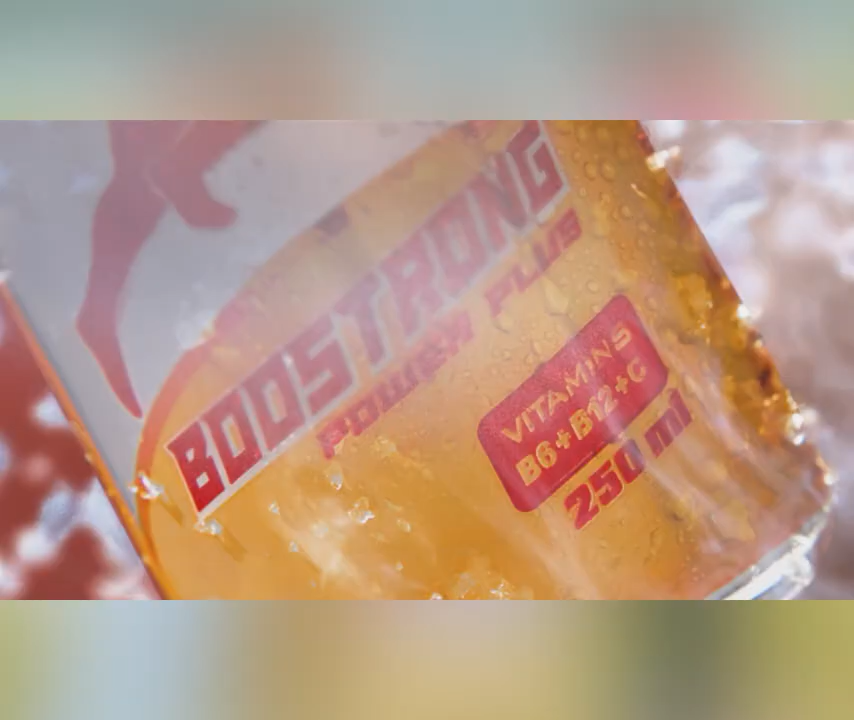 BOOSTRONG
POWER PLUS
VITAMINS
B6+B12+C
250 ml